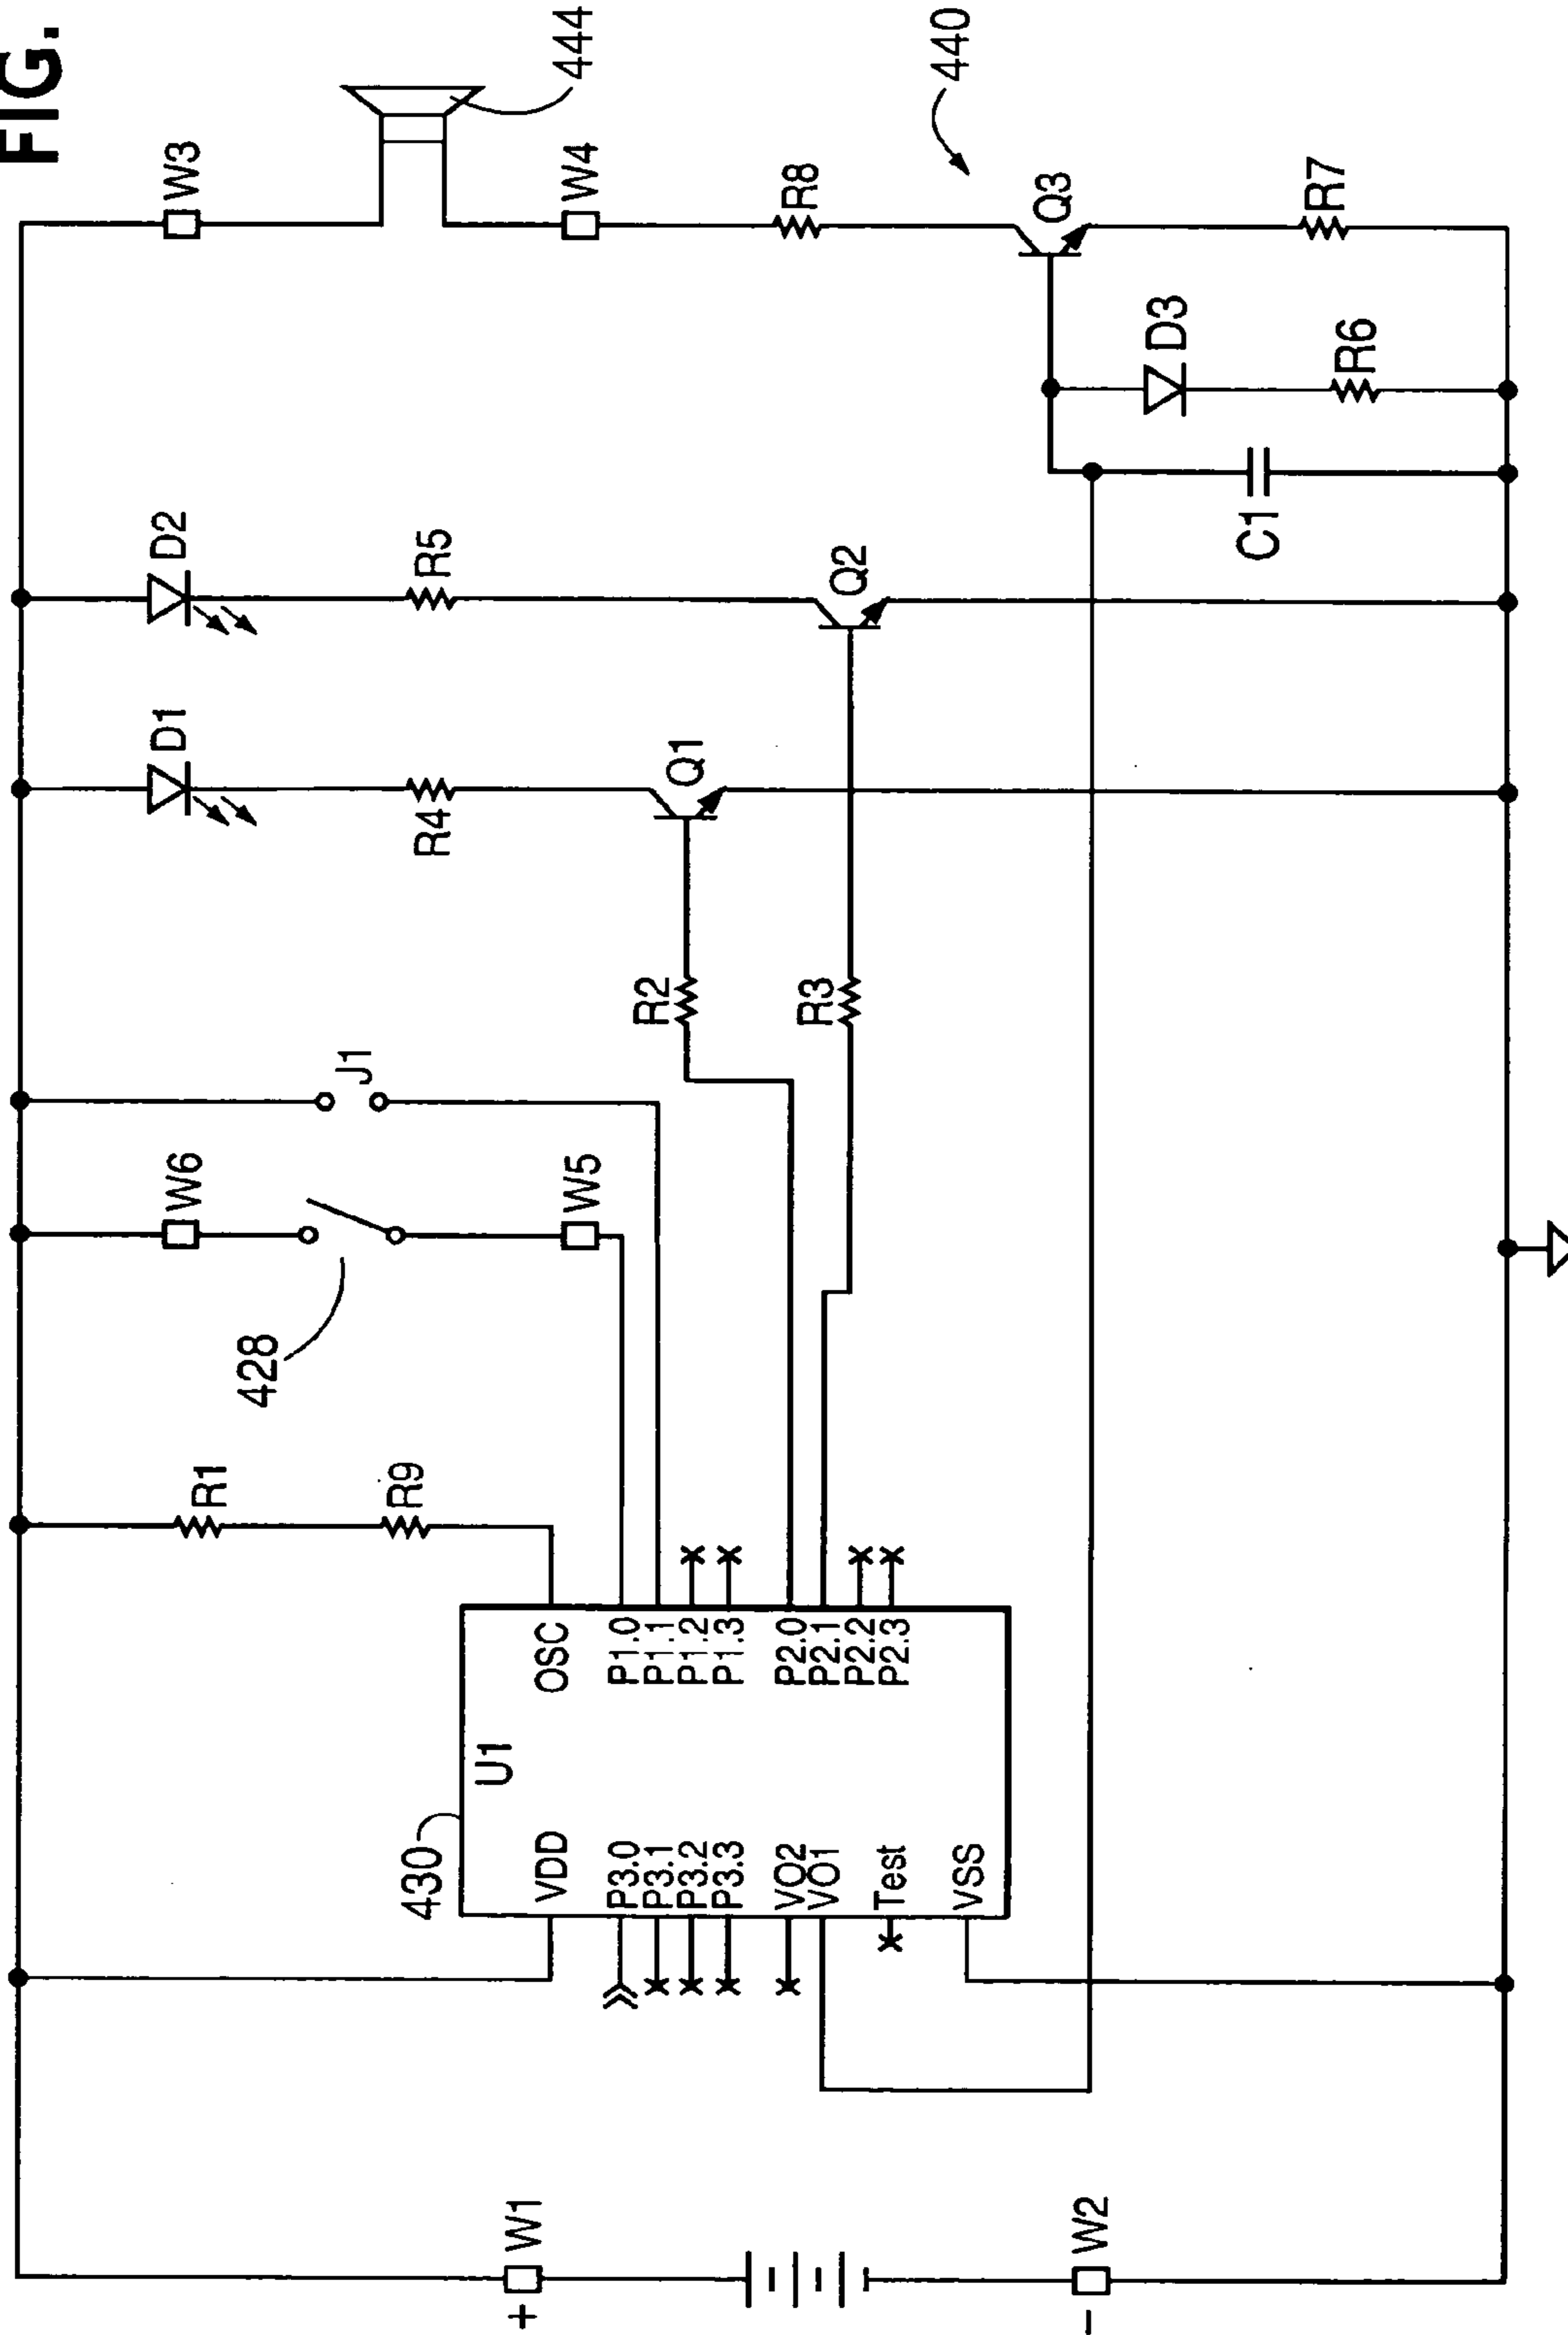 FIG.
444
440
W3
W4
R8
Q3
R7
D3
R6
C1
D2
R5
Q2
D1
R4
Q1
R2
R3
J1
W6
W5
428
R1
R9
430
U1
OSC
P1.0
P1.1
P1.2
P1.3
P2.0
P2.1
P2.2
P2.3
VDD
P3.0
P3.1
P3.2
P3.3
VO2
VO1
Test
VSS
+
W1
W2
-